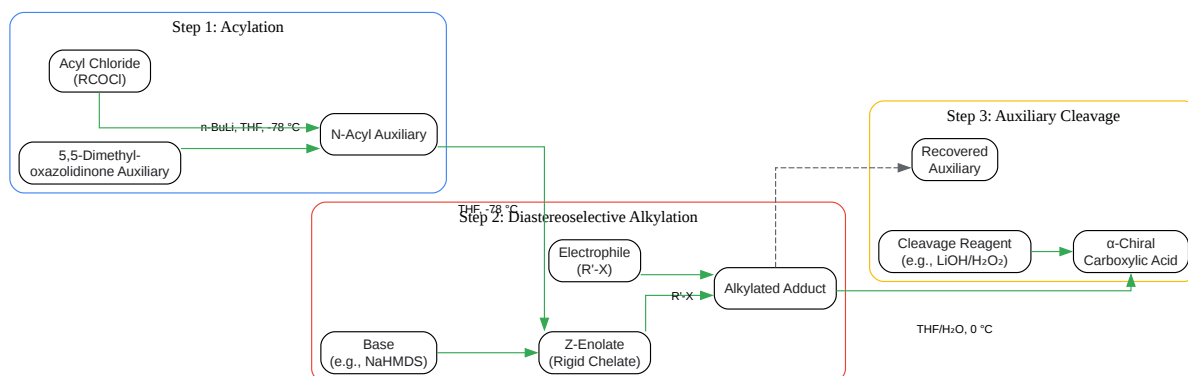 Step 1: Acylation
Acyl Chloride
(RCOCl)
n-BuLi, THF, -78 °C
N-Acyl Auxiliary
5,5-Dimethyl-
oxazolidinone Auxiliary
THF, -78 °C
Step 2: Diastereoselective Alkylation
Electrophile
(R'-X)
Alkylated Adduct
R'-X
Base
(e.g., NaHMDS)
Z-Enolate
(Rigid Chelate)
Step 3: Auxiliary Cleavage
Recovered
Auxiliary
Cleavage Reagent
(e.g., LiOH/H₂O₂)
α-Chiral
Carboxylic Acid
THF/H₂O, 0 °C